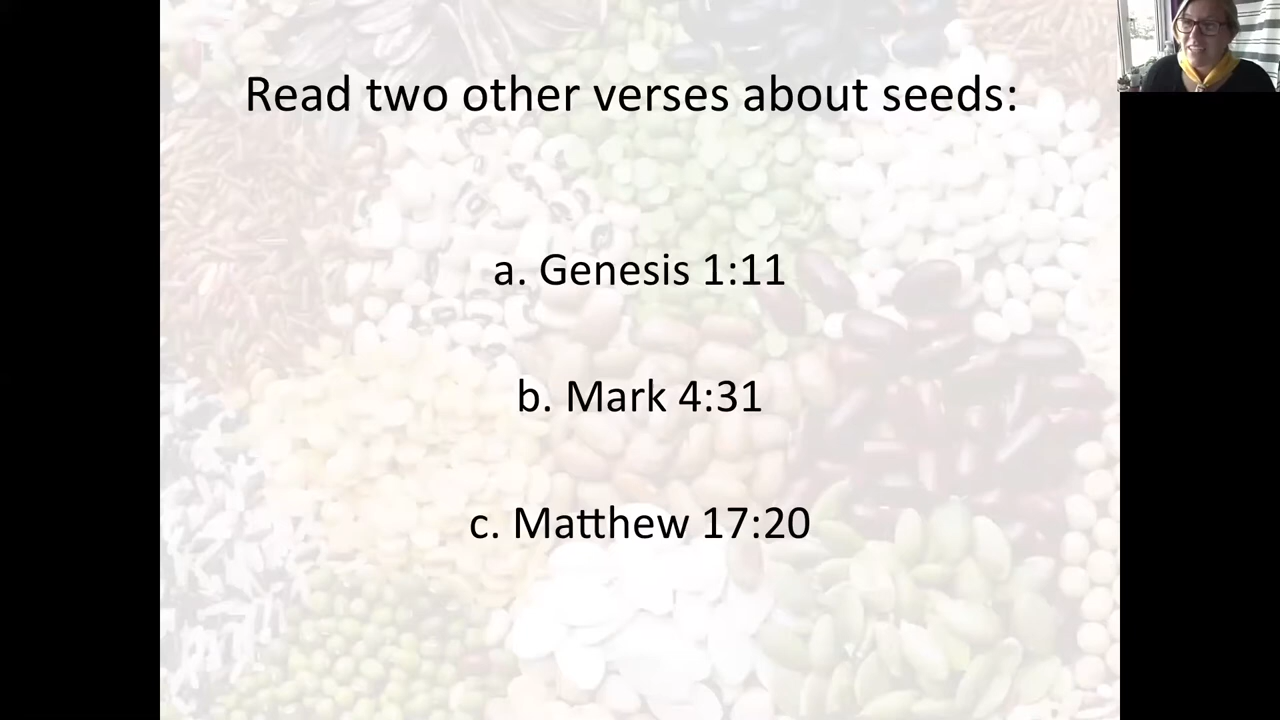 Read two other verses about seeds:
a. Genesis 1:11
b. Mark 4:31
c. Matthew 17:20